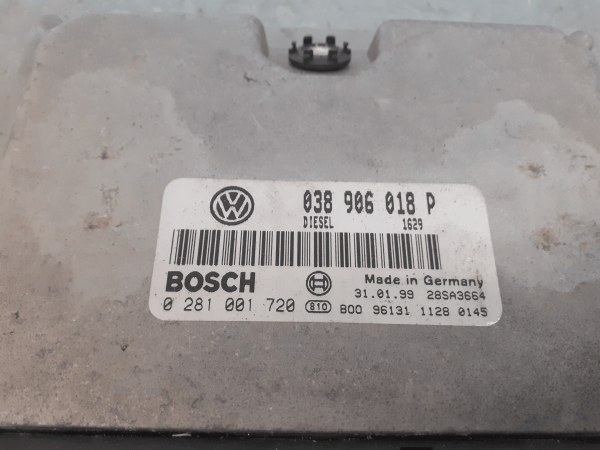 038 906 018 P
DIESEL 1629
BOSCH Made in Germany
31.01.99 28SA3664
0 281 001 720 810 B00 96131 1128 0145